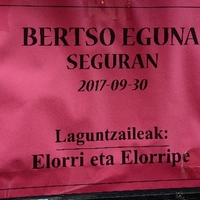 BERTSO EGUNA
SEGURAN
2017-09-30
Laguntzaileak:
Elorri eta Elorripe